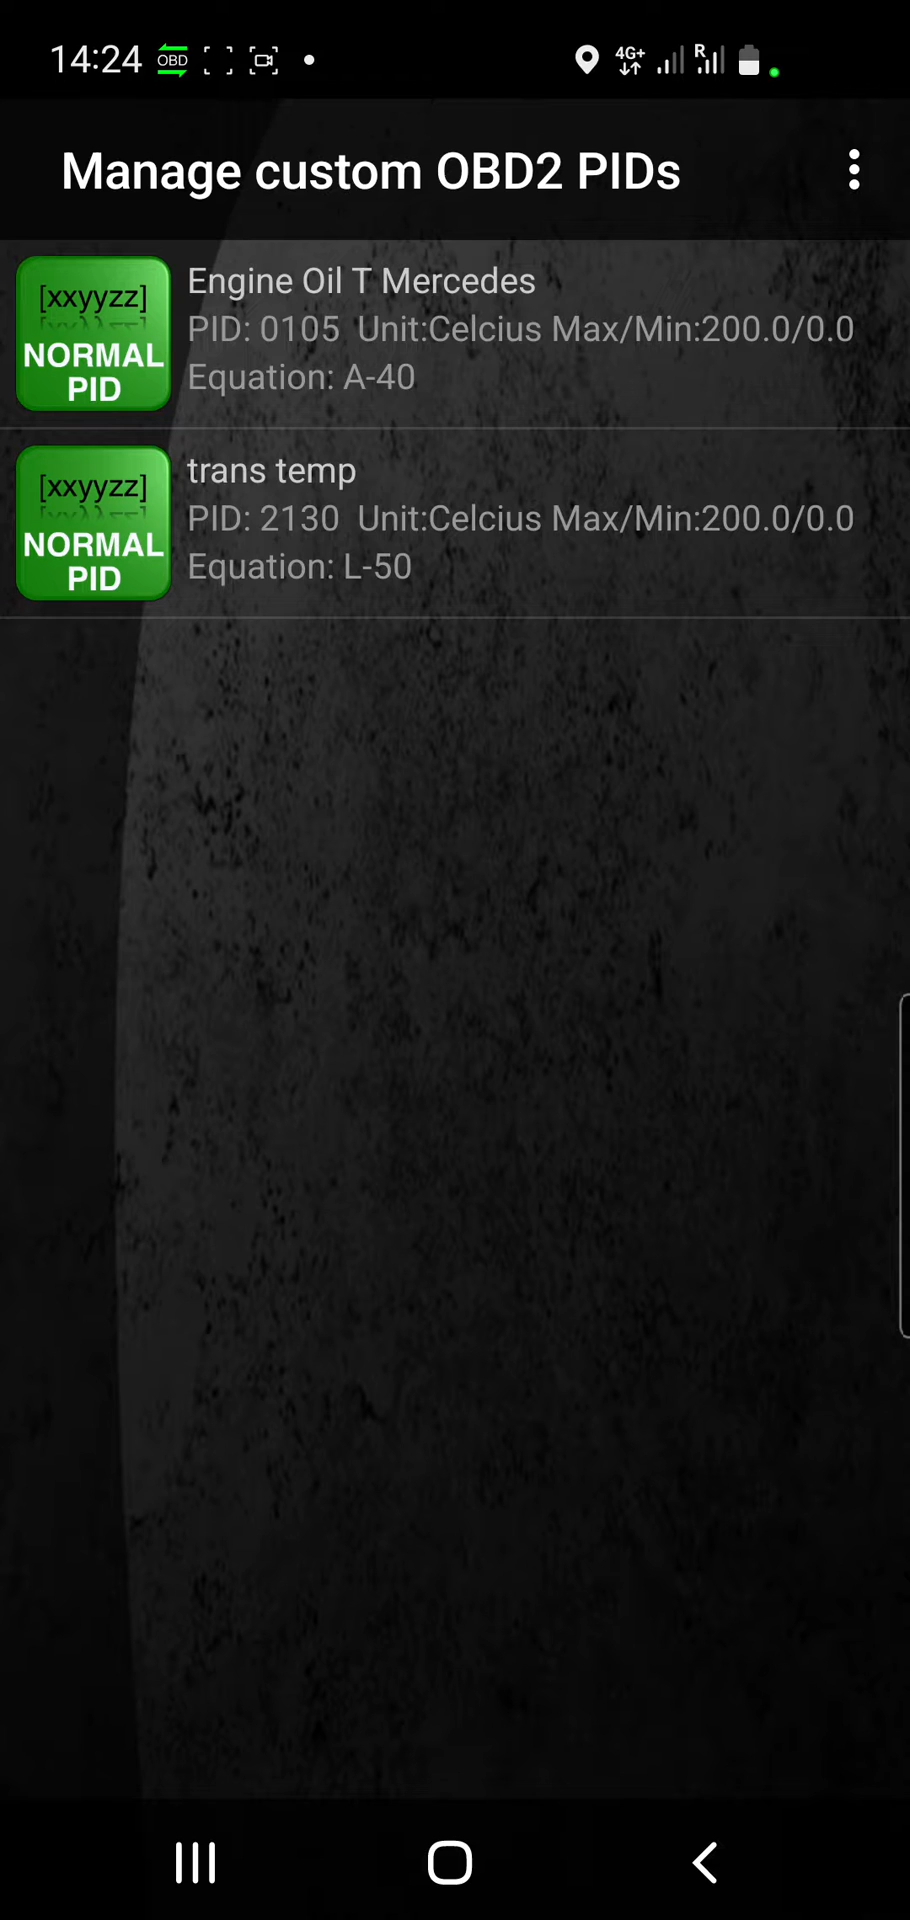 14:24 OBD 4G+ R
Manage custom OBD2 PIDs
[xxyyzz]
NORMAL
PID
Engine Oil T Mercedes
PID: 0105 Unit:Celcius Max/Min:200.0/0.0
Equation: A-40
[xxyyzz]
NORMAL
PID
trans temp
PID: 2130 Unit:Celcius Max/Min:200.0/0.0
Equation: L-50